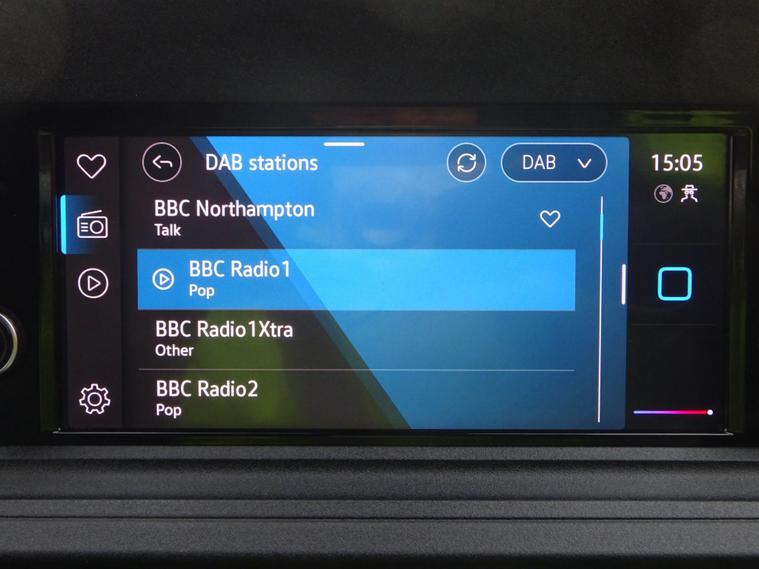 DAB stations
DAB
15:05
BBC Northampton
Talk
BBC Radio1
Pop
BBC Radio1Xtra
Other
BBC Radio2
Pop